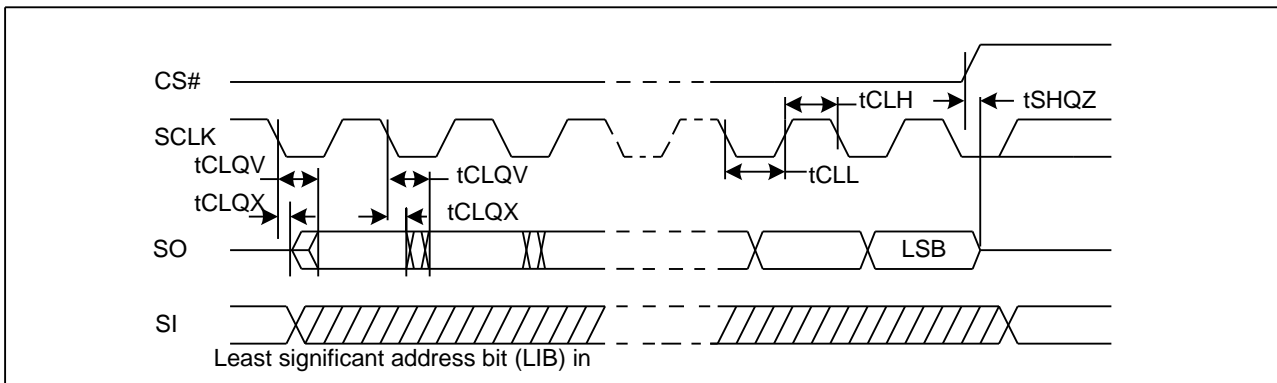 CS#
tCLH
tSHQZ
SCLK
tCLQV
tCLQV
tCLL
tCLQX
tCLQX
SO
LSB
SI
Least significant address bit (LIB) in